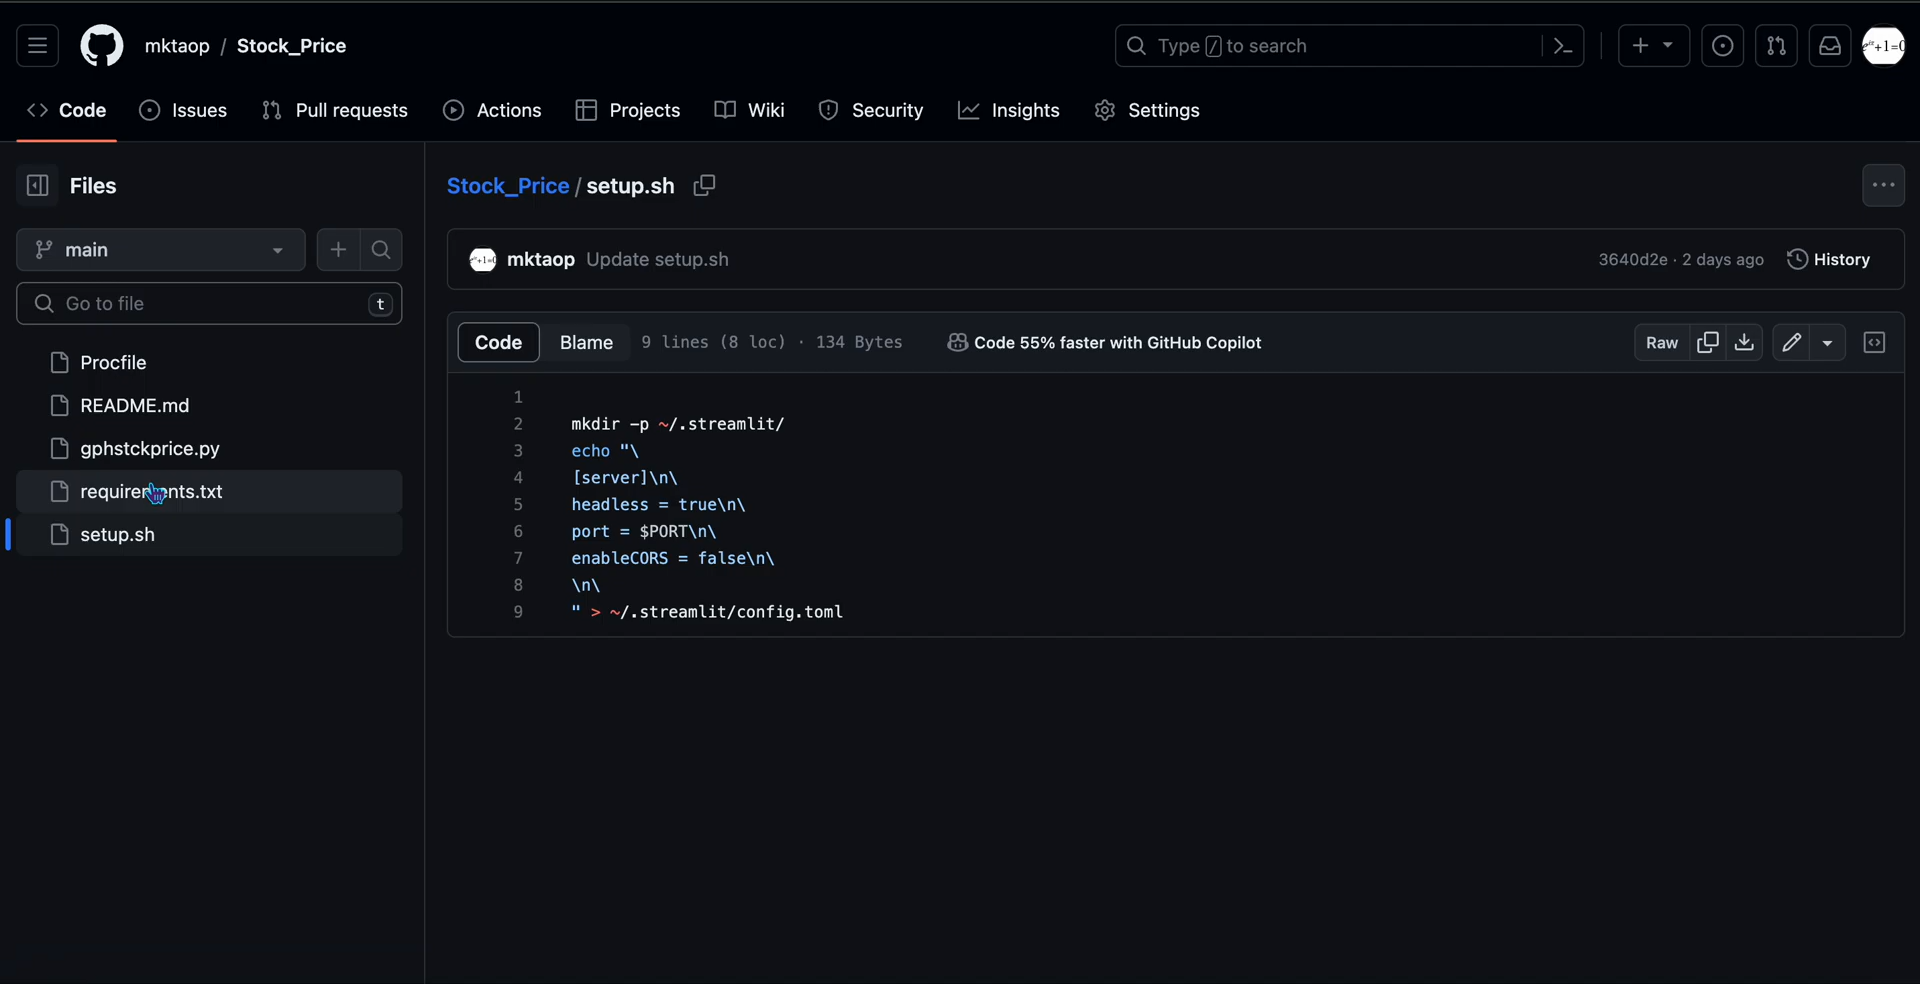 mktaop / Stock_Price
Type / to search
Code
Issues
Pull requests
Actions
Projects
Wiki
Security
Insights
Settings
Files
main
Go to file
t
Procfile
README.md
gphstckprice.py
setup.sh
Stock_Price / setup.sh
mktaop Update setup.sh
3640d2e · 2 days ago
History
Code
Blame
9 lines (8 loc) · 134 Bytes
Code 55% faster with GitHub Copilot
Raw
1
2 mkdir -p ~/.streamlit/
3 echo "\
4 [server]\n\
5 headless = true\n\
6 port = $PORT\n\
7 enableCORS = false\n\
8 \n\
9 " > ~/.streamlit/config.toml